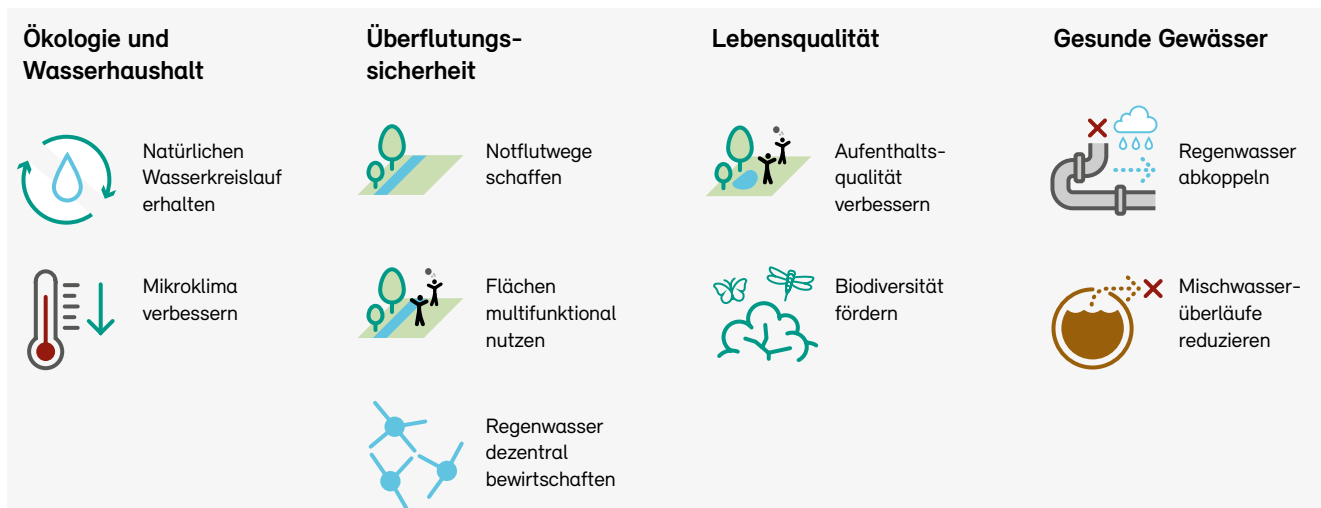 Ökologie und
Wasserhaushalt
Natürlichen
Wasserkreislauf
erhalten
Mikroklima
verbessern
Überflutungs-
sicherheit
Notflutwege
schaffen
Flächen
multifunktional
nutzen
Regenwasser
dezentral
bewirtschaften
Lebensqualität
Aufenthalts-
qualität
verbessern
Biodiversität
fördern
Gesunde Gewässer
Regenwasser
abkoppeln
Mischwasser-
überläufe
reduzieren